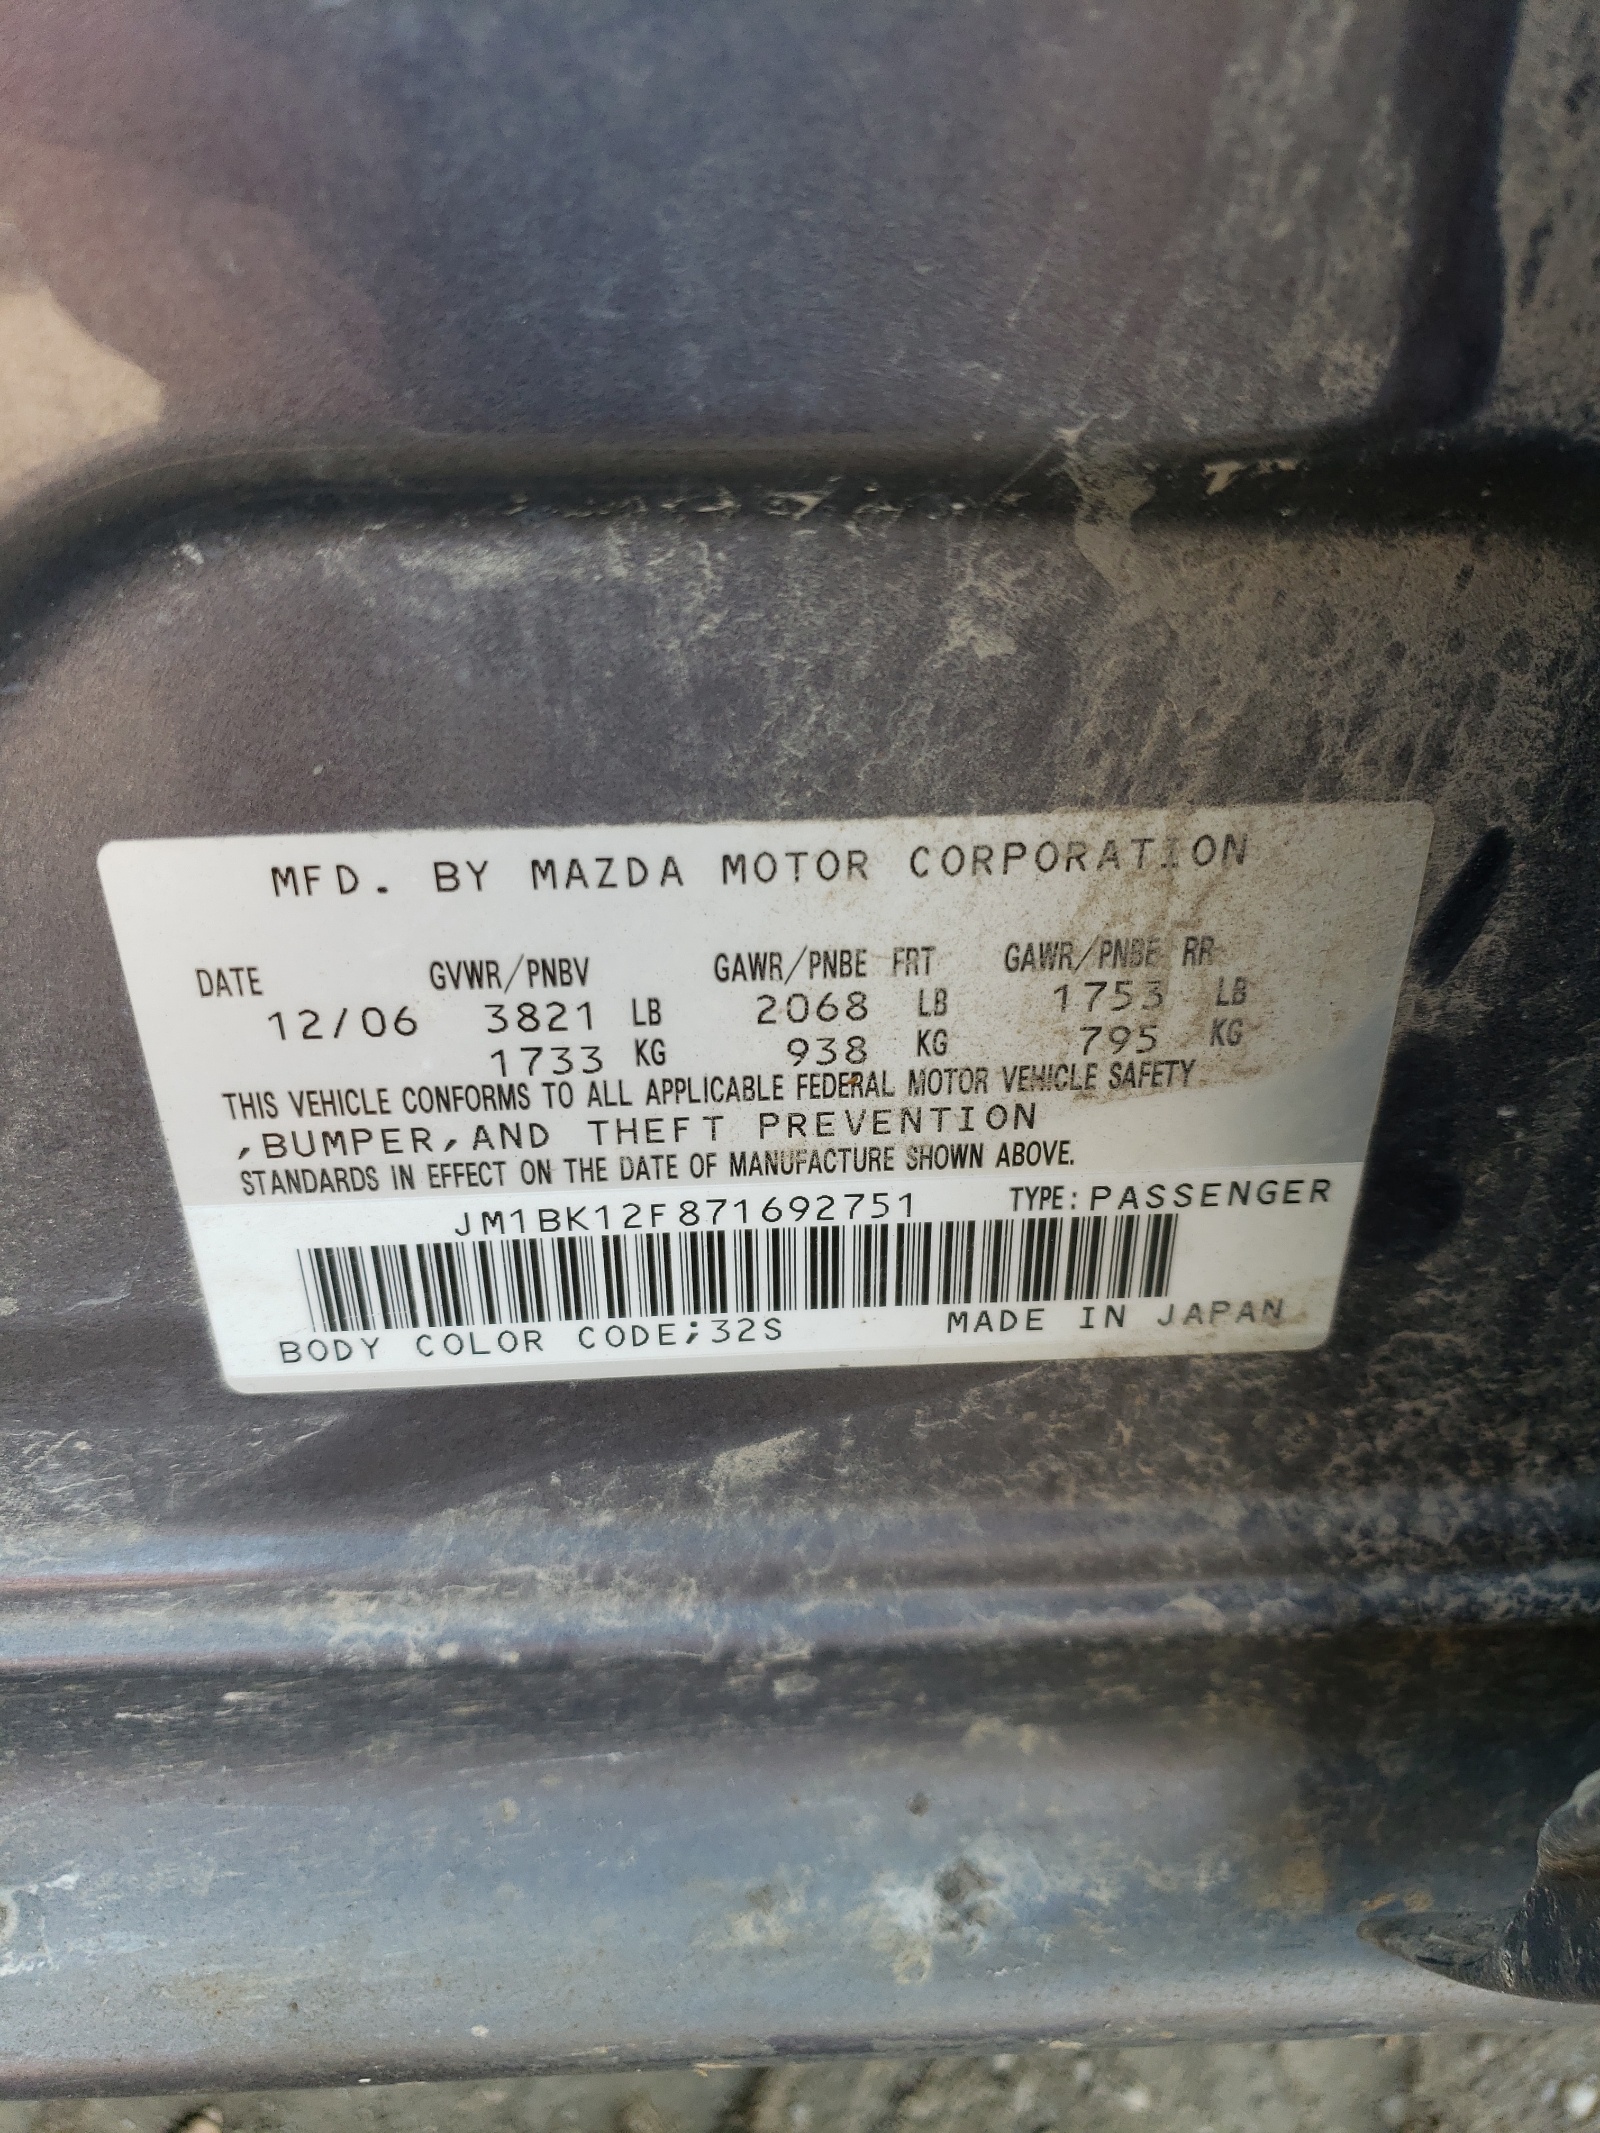 MFD. BY MAZDA MOTOR CORPORATION
DATE GVWR/PNBV GAWR/PNBE FRT GAWR/PNBE RR
12/06 3821 LB 2068 LB 1753 LB
1733 KG 938 KG 795 KG
THIS VEHICLE CONFORMS TO ALL APPLICABLE FEDERAL MOTOR VEHICLE SAFETY
,BUMPER,AND THEFT PREVENTION
STANDARDS IN EFFECT ON THE DATE OF MANUFACTURE SHOWN ABOVE.
JM1BK12F871692751 TYPE: PASSENGER
BODY COLOR CODE;32S MADE IN JAPAN